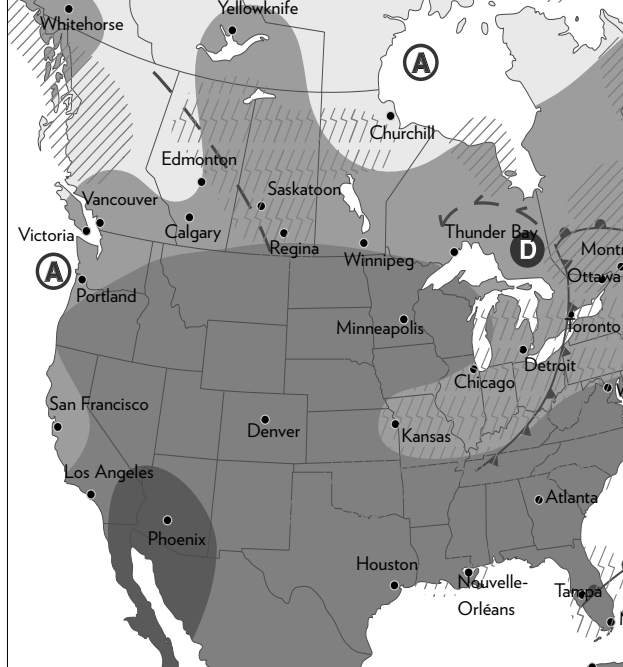 Yellowknife
Whitehorse
A
Churchill
Edmonton
Saskatoon
Vancouver
Victoria
Calgary
Regina
Winnipeg
Thunder Bay
D
Montr
Ottawa
A
Portland
Minneapolis
Toronto
Detroit
Chicago
San Francisco
Denver
Kansas
Los Angeles
Phoenix
Atlanta
Houston
Nouvelle-
Orléans
Tampa